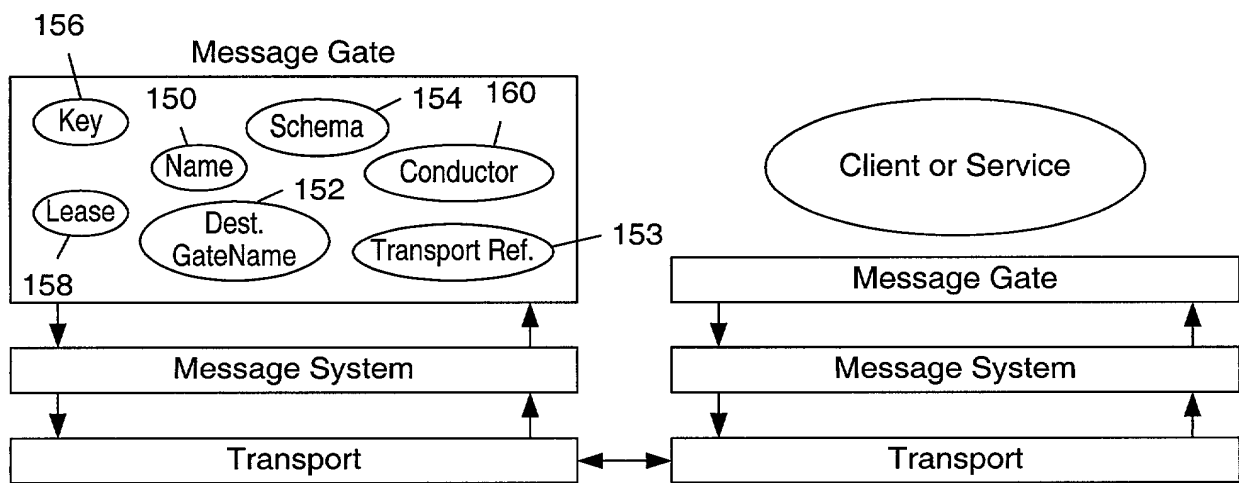 156
Message Gate
150
154
160
Key
Schema
Name
Conductor
Client or Service
152
Lease
Dest.
GateName
Transport Ref.
153
158
Message Gate
Message System
Message System
Transport
Transport